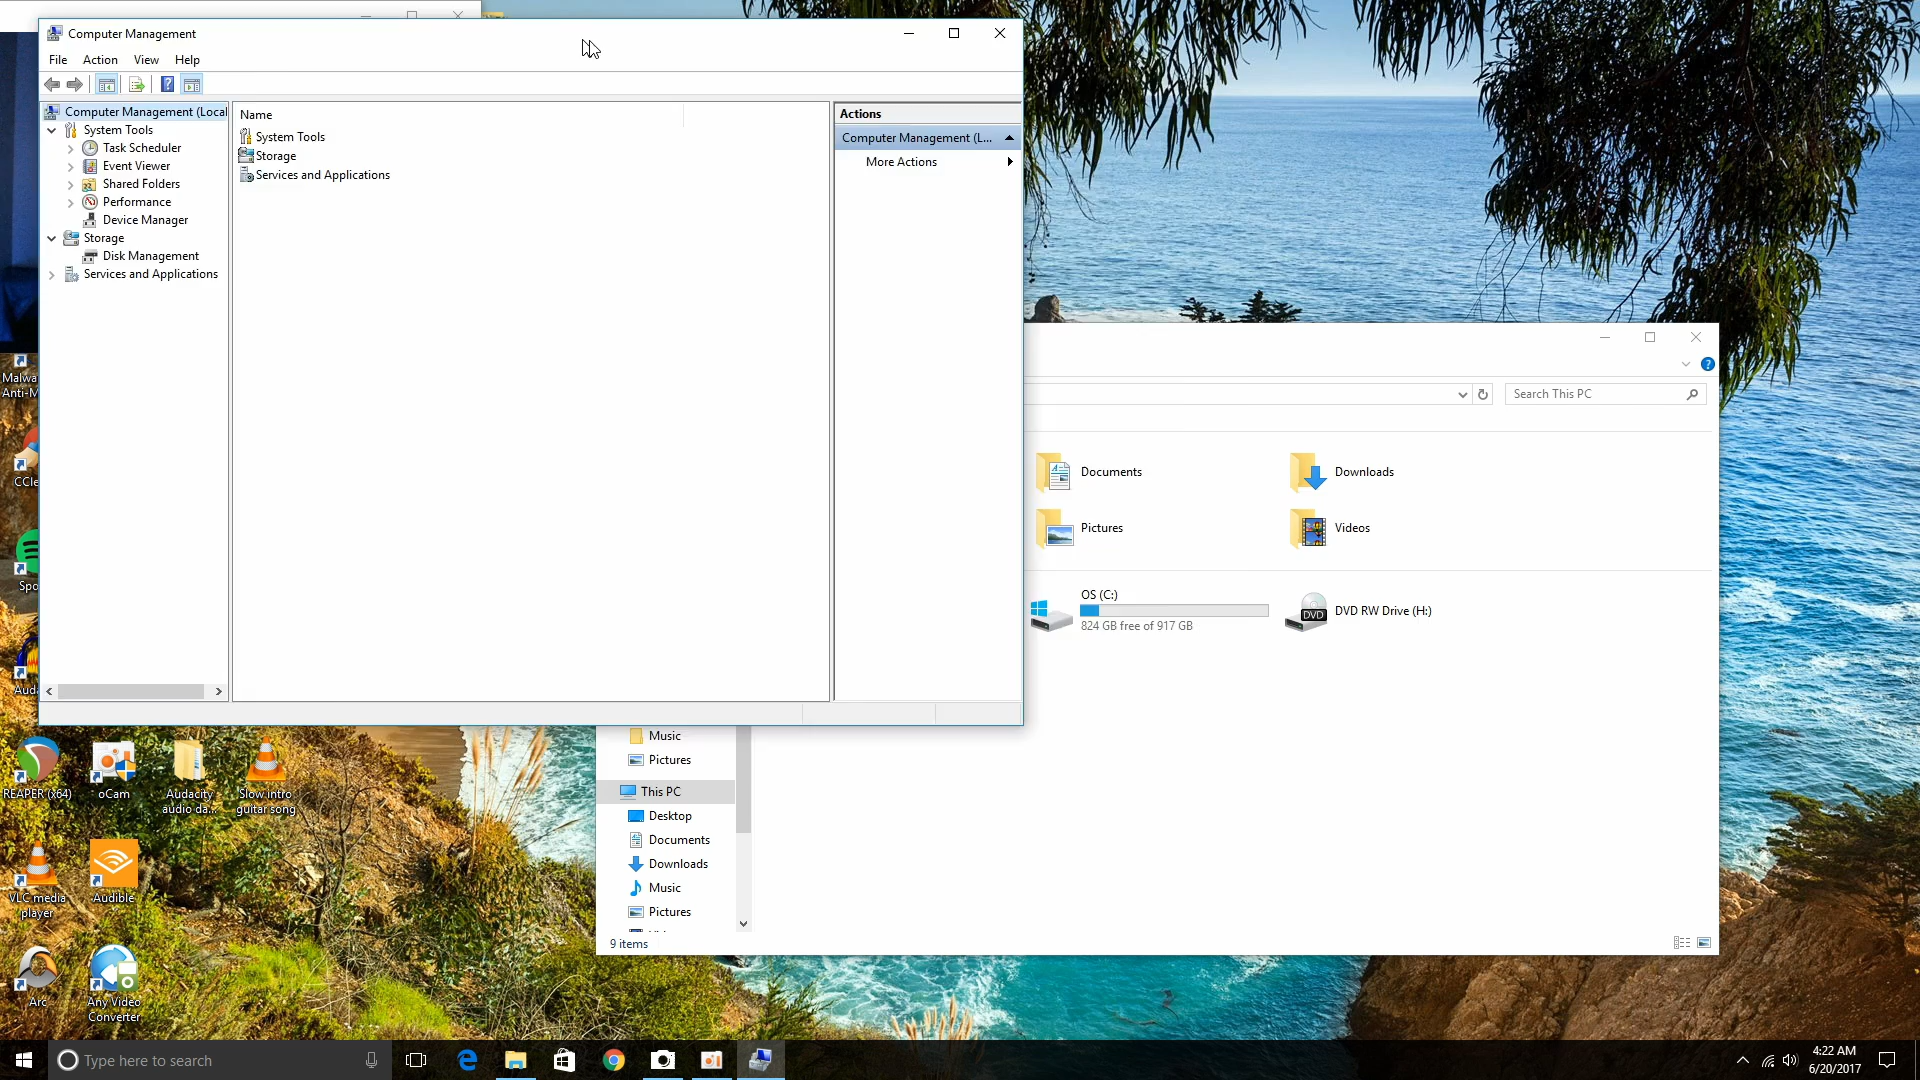 Computer Management
File Action View Help
Computer Management (Local
System Tools
Task Scheduler
Event Viewer
Shared Folders
Performance
Device Manager
Storage
Disk Management
Services and Applications
Name
System Tools
Storage
Services and Applications
Actions
Computer Management (L...
More Actions
Search This PC
Documents
Downloads
Pictures
Videos
OS (C:)
824 GB free of 917 GB
DVD
DVD RW Drive (H:)
Music
Pictures
This PC
Desktop
Documents
Downloads
Music
Pictures
9 items
Malwa
Anti-M
CCle
Spo
Auda
REAPER (x64)
oCam
Audacity
audio da...
Slow intro
guitar song
VLC media
player
Audible
Arc
Any Video
Converter
Type here to search
4:22 AM
6/20/2017